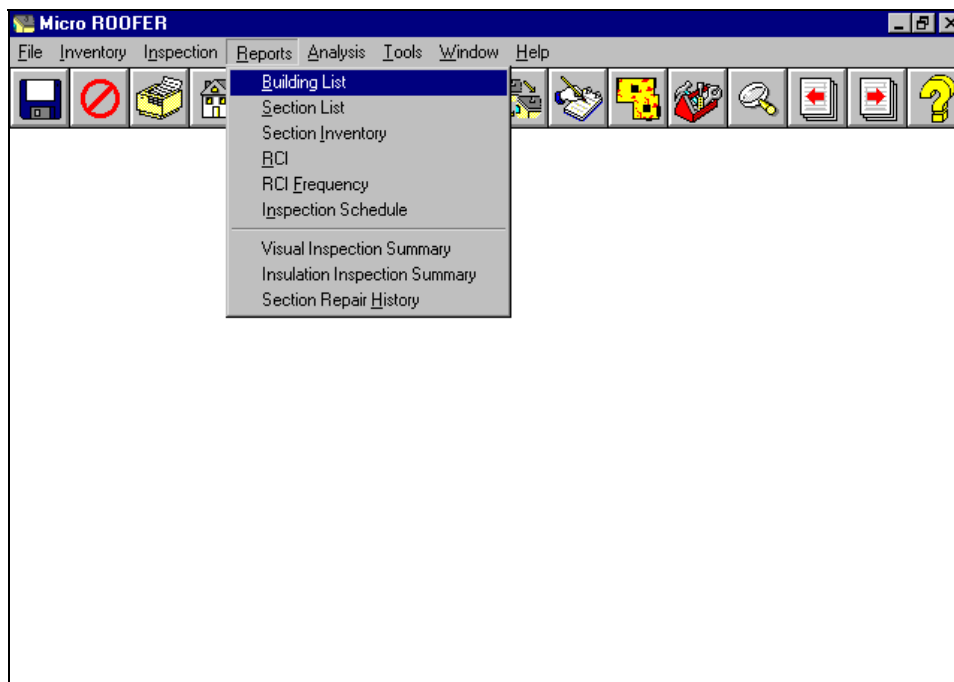 Micro ROOFER
File Inventory Inspection Reports Analysis Tools Window Help
Building List
Section List
Section Inventory
RCI
RCI Frequency
Inspection Schedule
Visual Inspection Summary
Insulation Inspection Summary
Section Repair History